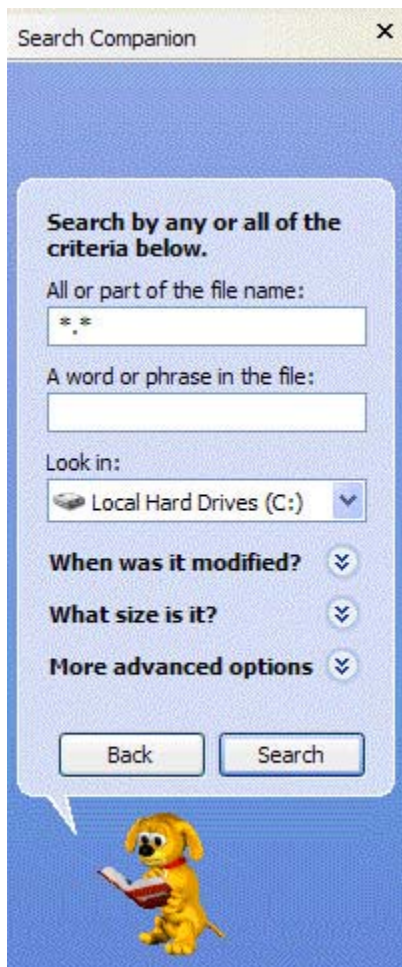 Search Companion
Search by any or all of the
criteria below.
All or part of the file name:
*.*
A word or phrase in the file:
Look in:
Local Hard Drives (C:)
When was it modified?
What size is it?
More advanced options
Back Search